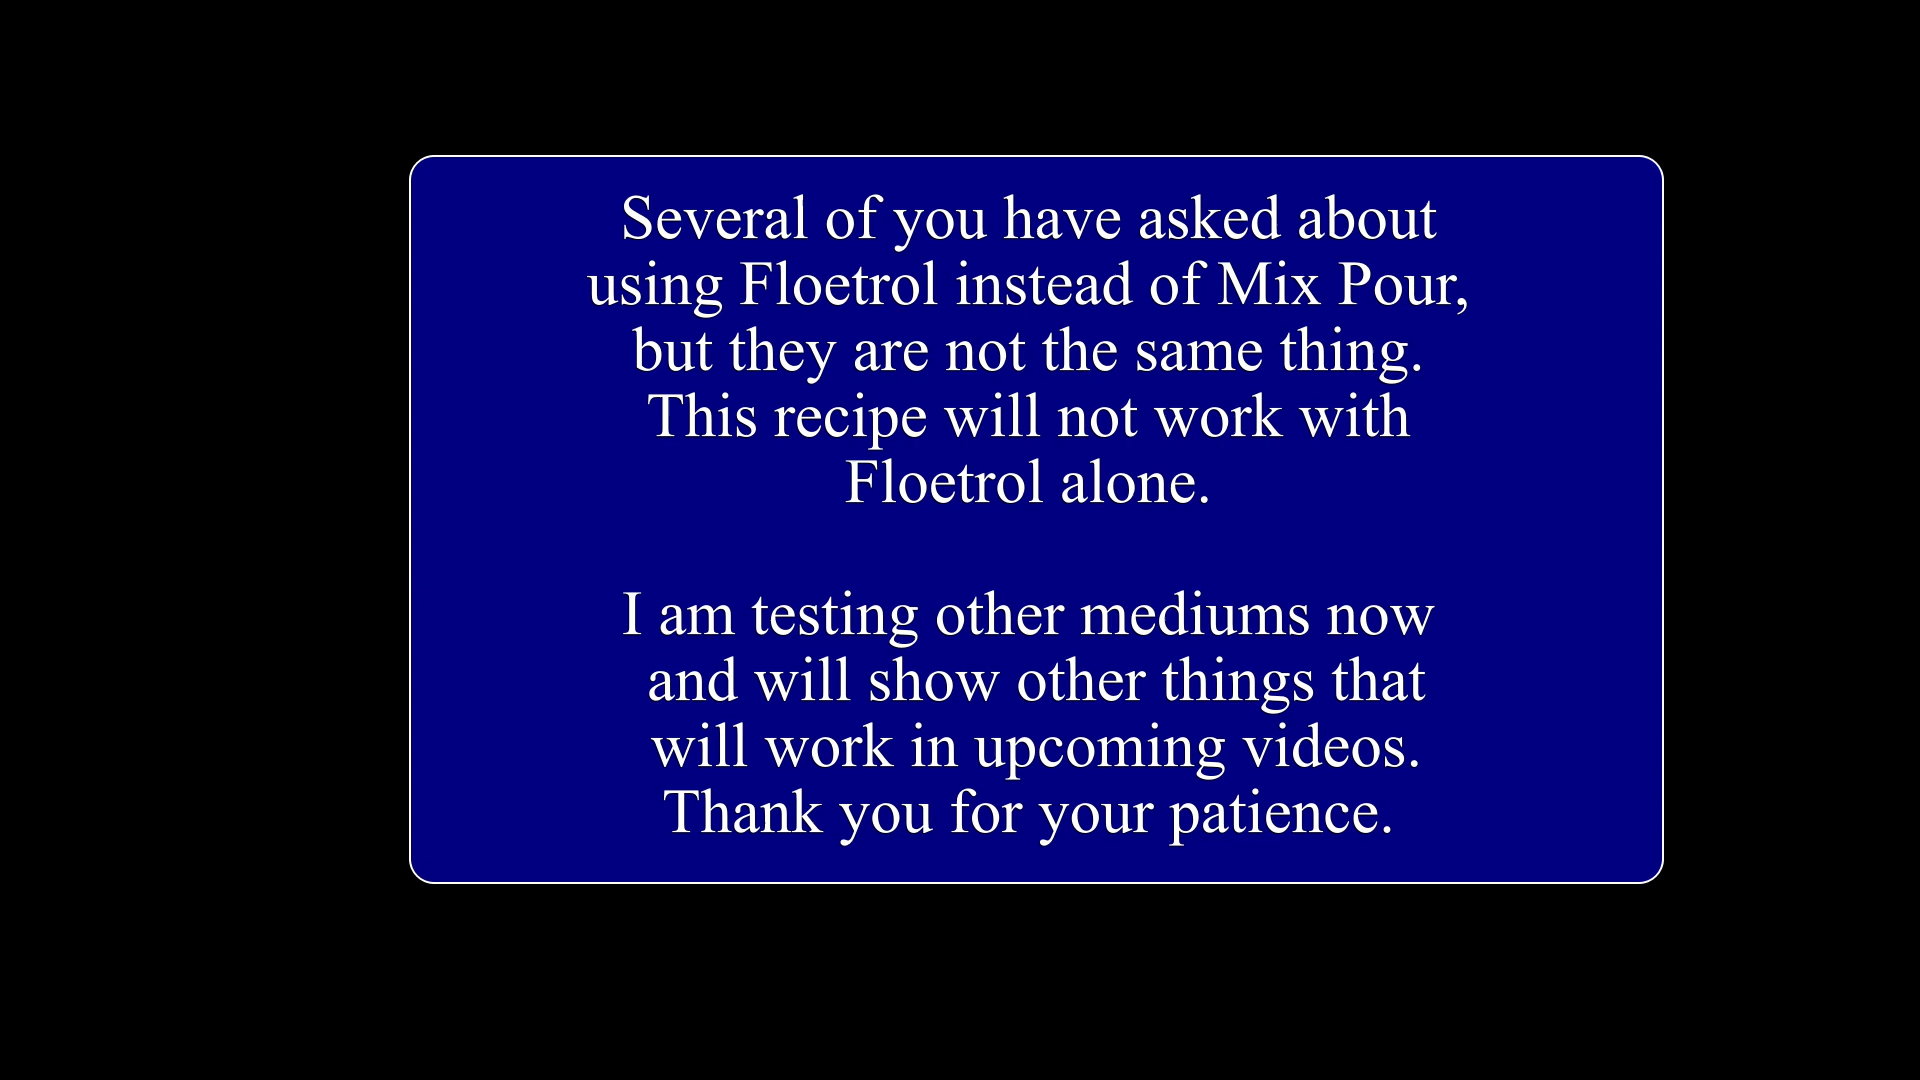 Several of you have asked about
using Floetrol instead of Mix Pour,
but they are not the same thing.
This recipe will not work with
Floetrol alone.
I am testing other mediums now
and will show other things that
will work in upcoming videos.
Thank you for your patience.